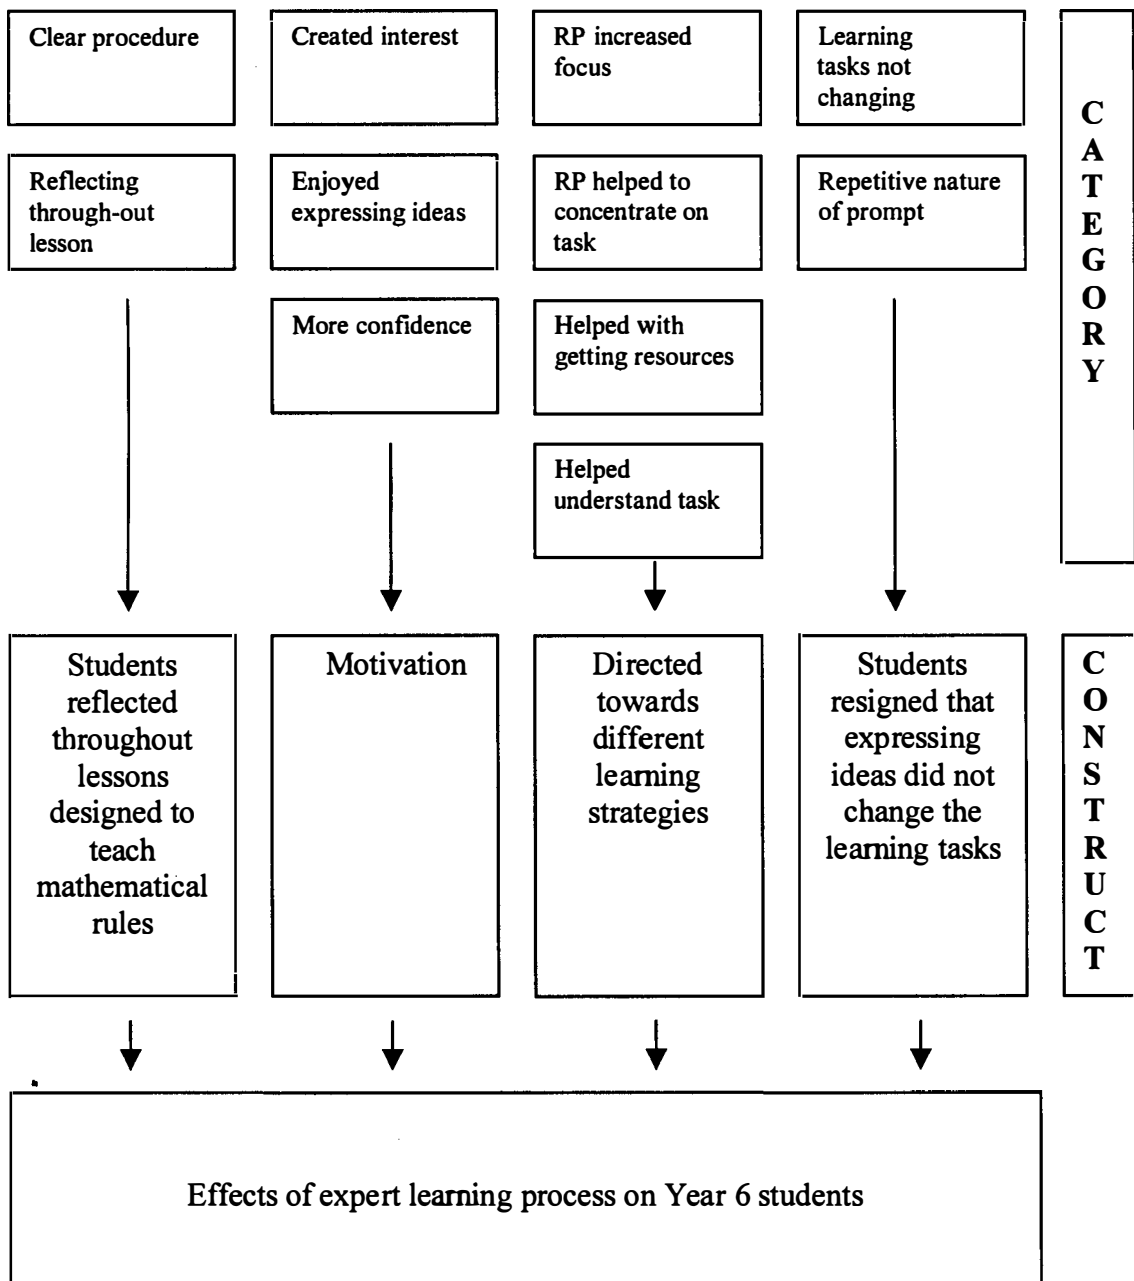 Clear procedure
Created interest
RP increased
focus
Learning
tasks not
changing
Reflecting
through-out
lesson
Enjoyed
expressing ideas
RP helped to
concentrate on
task
Repetitive nature
of prompt
More confidence
Helped with
getting resources
Helped
understand task
CATEGORY
Students
reflected
throughout
lessons
designed to
teach
mathematical
rules
Motivation
Directed
towards
different
learning
strategies
Students
resigned that
expressing
ideas did not
change the
learning tasks
CONSTRUCT
Effects of expert learning process on Year 6 students